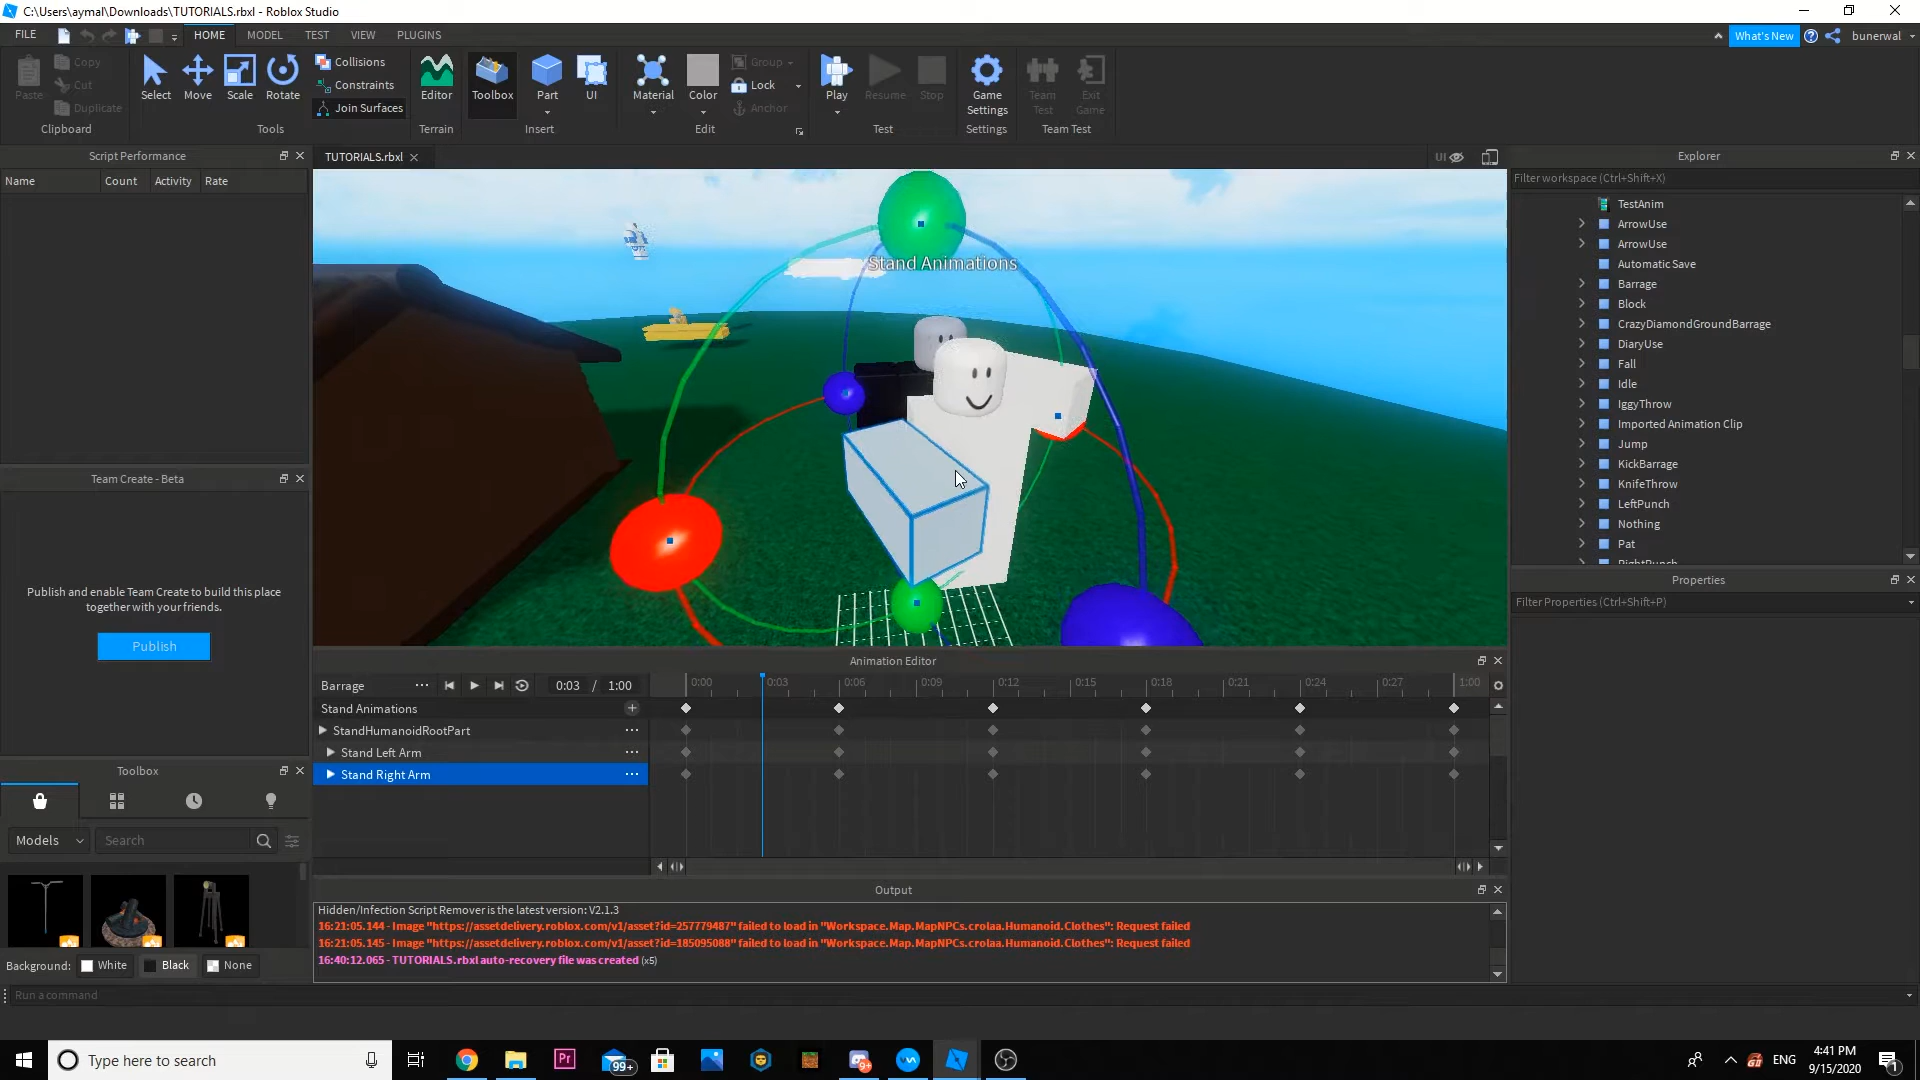 C:\Users\aymal\Downloads\TUTORIALS.rbxl - Roblox Studio
FILE HOME MODEL TEST VIEW PLUGINS What's New bunerwal
Paste Copy Cut Duplicate Clipboard
Select Move Scale Rotate Collisions Constraints Join Surfaces Tools
Editor Terrain
Toolbox Part UI Insert
Material Color Group Lock Anchor Edit
Play Resume Stop Test
Game Settings Settings
Team Test Exit Game Team Test
Script Performance
Name Count Activity Rate
TUTORIALS.rbxl
UI
Stand Animations
Explorer
Filter workspace (Ctrl+Shift+X)
TestAnim
ArrowUse
ArrowUse
Automatic Save
Barrage
Block
CrazyDiamondGroundBarrage
DiaryUse
Fall
Idle
IggyThrow
Imported Animation Clip
Jump
KickBarrage
KnifeThrow
LeftPunch
Nothing
Pat
RightPunch
Properties
Filter Properties (Ctrl+Shift+P)
Team Create - Beta
Publish and enable Team Create to build this place
together with your friends.
Publish
Toolbox
Models Search
Background: White Black None
Animation Editor
Barrage 0:03 / 1:00 0:00 0:03 0:06 0:09 0:12 0:15 0:18 0:21 0:24 0:27 1:00
Stand Animations
StandHumanoidRootPart
Stand Left Arm
Stand Right Arm
Output
Hidden/Infection Script Remover is the latest version: V2.1.3
16:21:05.144 - Image "https://assetdelivery.roblox.com/v1/asset?id=257779487" failed to load in "Workspace.Map.MapNPCs.crolaa.Humanoid.Clothes": Request failed
16:21:05.145 - Image "https://assetdelivery.roblox.com/v1/asset?id=185095088" failed to load in "Workspace.Map.MapNPCs.crolaa.Humanoid.Clothes": Request failed
16:40:12.065 - TUTORIALS.rbxl auto-recovery file was created (x5)
Run a command
Type here to search
Pr
99+
ENG
4:41 PM
9/15/2020
1